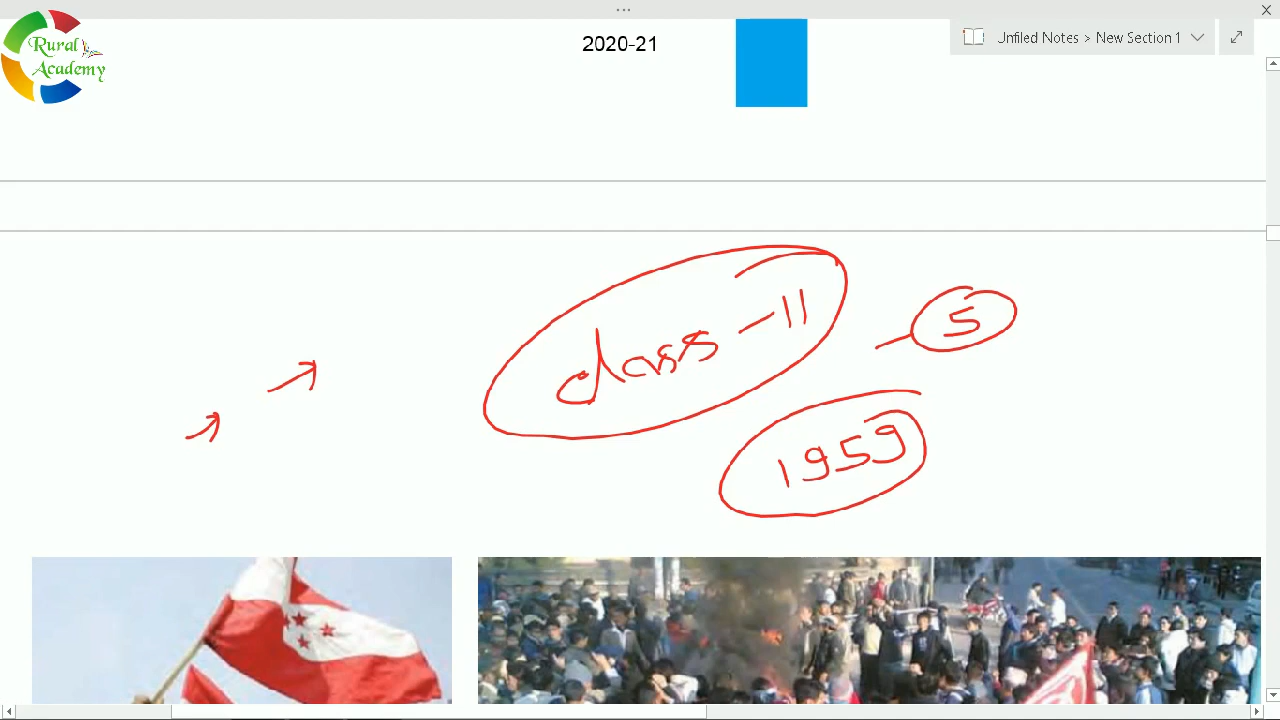 Rural
Academy
2020-21
Unfiled Notes > New Section 1
class - 11
5
1959